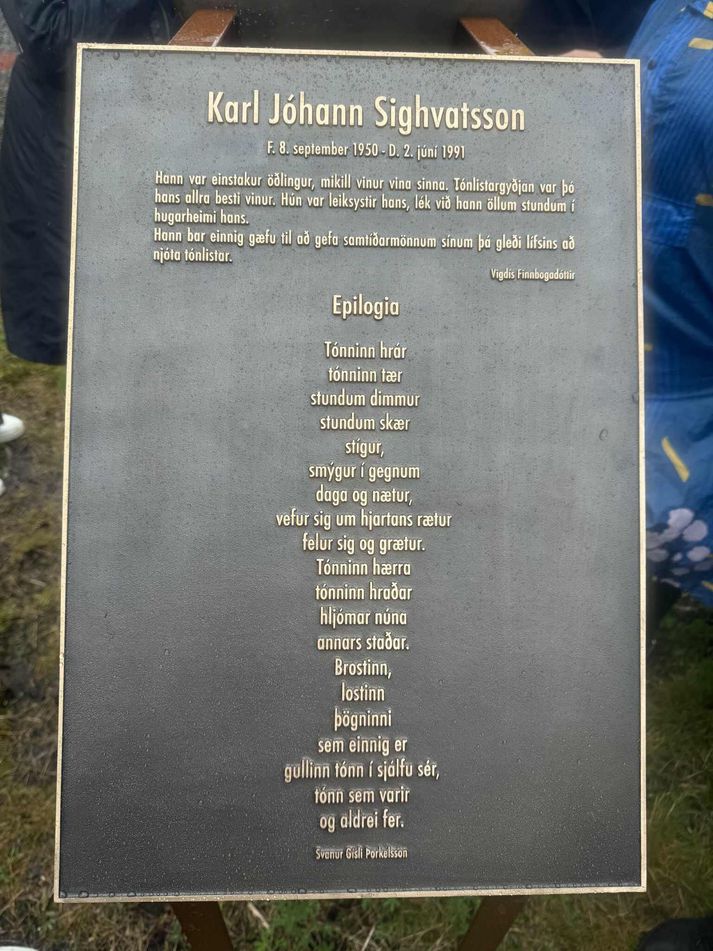 Karl Jóhann Sighvatsson
F. 8. september 1950 - D. 2. júní 1991
Hann var einstakur öðlingur, mikill vinur vina sinna. Tónlistargyðjan var þó
hans allra besti vinur. Hún var leiksystir hans, lék við hann öllum stundum í
hugarheimi hans.
Hann bar einnig gæfu til að gefa samtíðarmönnum sínum þá gleði lífsins að
njóta tónlistar.
Vigdís Finnbogadóttir
Epilogia
Tónninn hrár
tónninn tær
stundum dimmur
stundum skær
stígur,
smýgur í gegnum
daga og nætur,
vefur sig um hjartans rætur
felur sig og grætur.
Tónninn hærra
tónninn hraðar
hljómar núna
annars staðar.
Brostinn,
lostinn
þögninni
sem einnig er
gullinn tónn í sjálfu sér,
tónn sem varir
og aldrei fer.
Svanur Gísli Þorkelsson